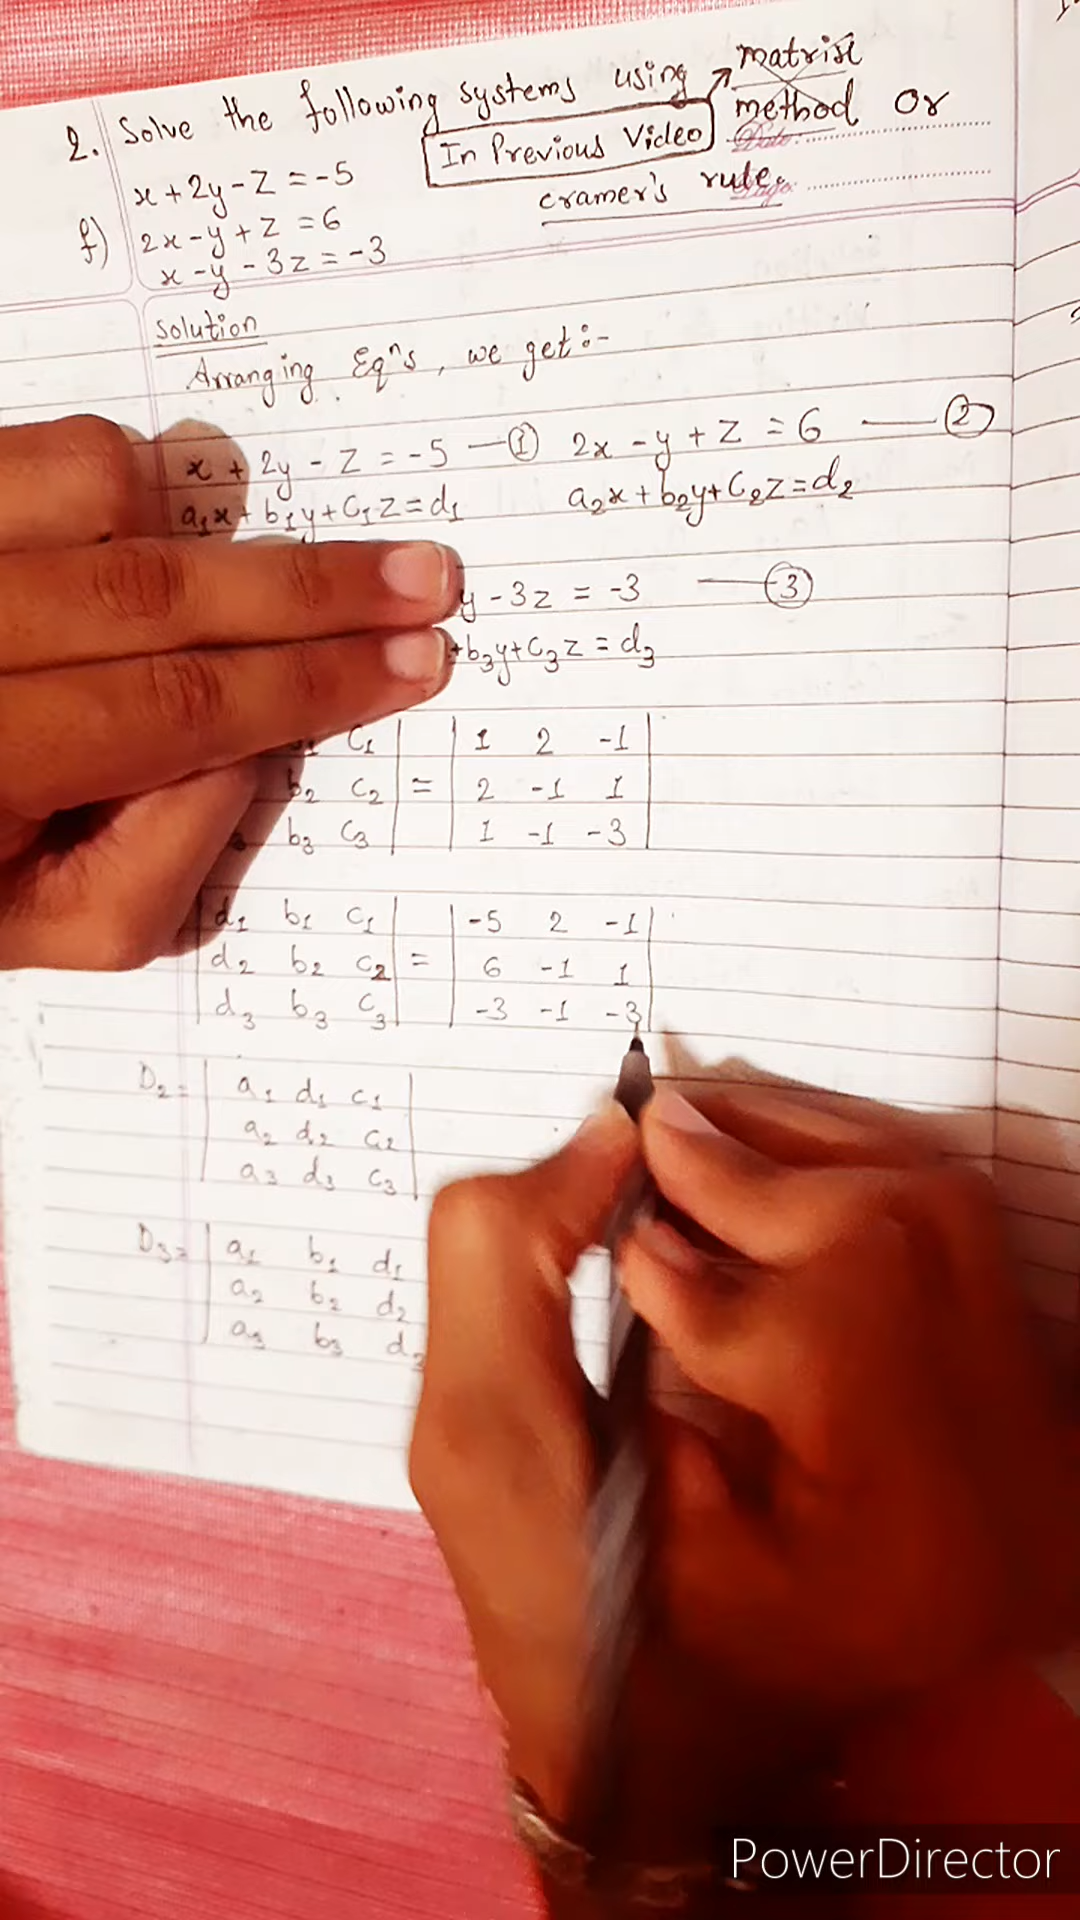 2. Solve the following systems using matrix
In Previous Video method or
cramer's rule.
x + 2y - z = -5
f) 2x - y + z = 6
x - y - 3z = -3
Solution
Arranging Eqⁿs, we get :-
x + 2y - z = -5 — ① 2x - y + z = 6 — ②
a₁x + b₁y + c₁z = d₁ a₂x + b₂y + c₂z = d₂
y - 3z = -3 — ③
+b₃y + c₃z = d₃
c₁ | = | 1 2 -1 |
b₂ c₂ | = | 2 -1 1 |
b₃ c₃ | | 1 -1 -3 |
| d₁ b₁ c₁ | | -5 2 -1 |
| d₂ b₂ c₂ | = | 6 -1 1 |
| d₃ b₃ c₃ | | -3 -1 -3 |
D₂ = | a₁ d₁ c₁ |
| a₂ d₂ c₂ |
| a₃ d₃ c₃ |
D₃ = | a₁ b₁ d₁
| a₂ b₂ d₂
| a₃ b₃ d₃
PowerDirector